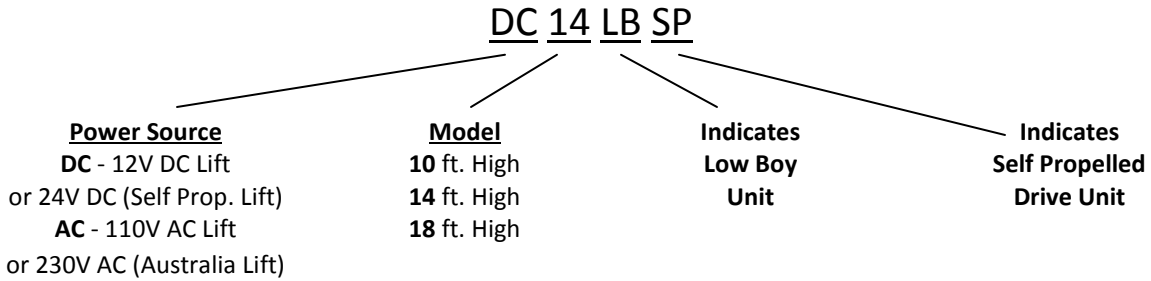 DC 14 LB SP
Power Source
DC - 12V DC Lift
or 24V DC (Self Prop. Lift)
AC - 110V AC Lift
or 230V AC (Australia Lift)
Model
10 ft. High
14 ft. High
18 ft. High
Indicates
Low Boy
Unit
Indicates
Self Propelled
Drive Unit